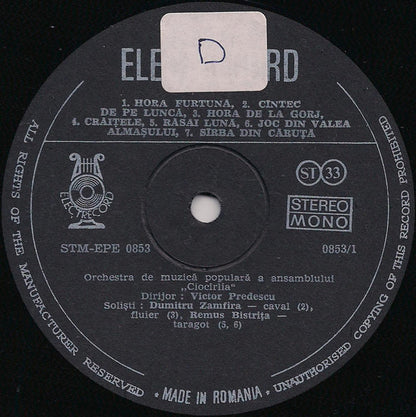 D
ELE RD
1. HORA FURTUNĂ, 2. CÎNTEC
DE PE LUNCĂ, 3. HORA DE LA GORJ,
4. CRĂIȚELE, 5. RĂSAI LUNĂ, 6. JOC DIN VALEA
ALMAȘULUI, 7. SÎRBA DIN CĂRUȚĂ
ELECTRECORD
ST 33
STEREO
MONO
STM-EPE 0853
0853/1
Orchestra de muzică populară a ansamblului
„Ciocîrlia"
Dirijor: Victor Predescu
Soliști: Dumitru Zamfira — caval (2),
fluier (3), Remus Bistrița —
taragot (5, 6)
ALL RIGHTS OF THE MANUFACTURER RESERVED
• MADE IN ROMANIA •
UNAUTHORISED COPYING OF THIS RECORD PROHIBITED